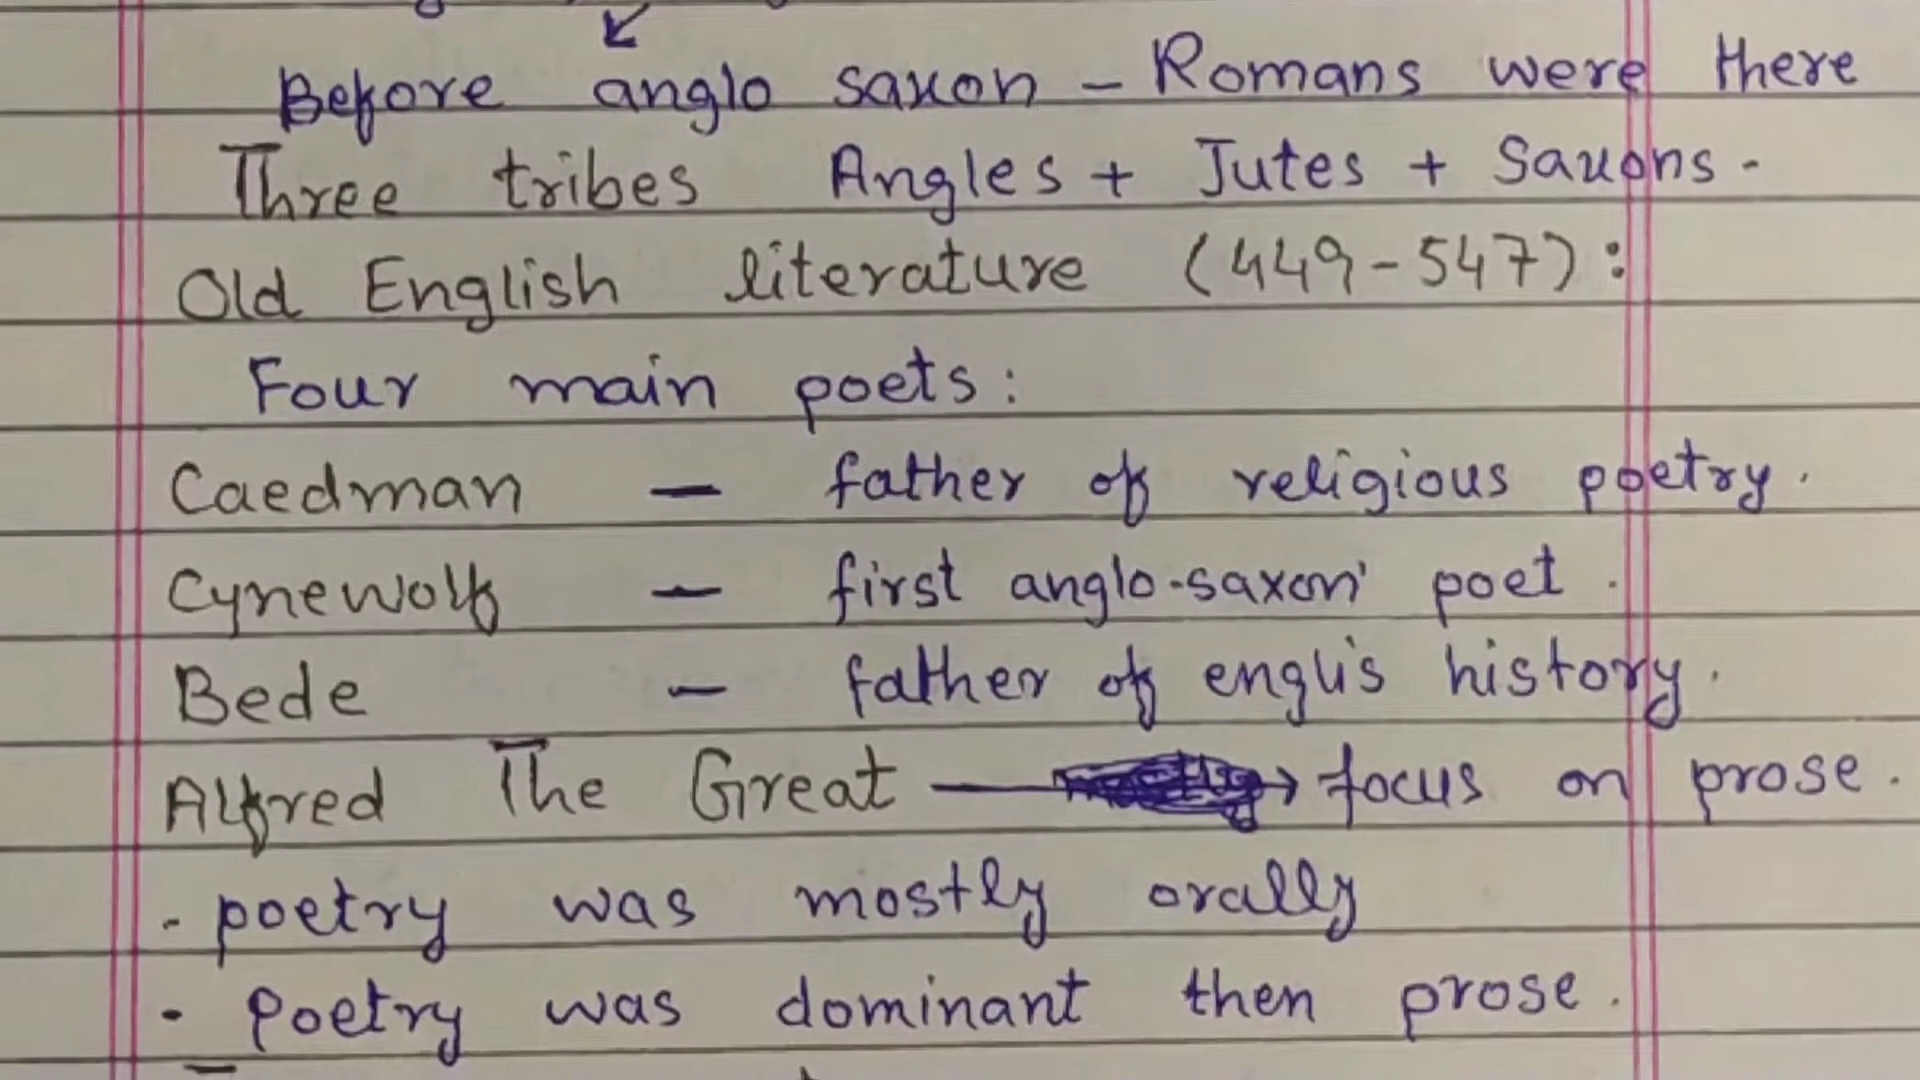 Before anglo saxon - Romans were there
Three tribes Angles + Jutes + Saxons -
Old English literature (449-547):
Four main poets:
Caedman - father of religious poetry.
Cynewolf - first anglo-saxon poet.
Bede - father of englis history.
Alfred The Great → focus on prose.
- poetry was mostly orally
- Poetry was dominant then prose.